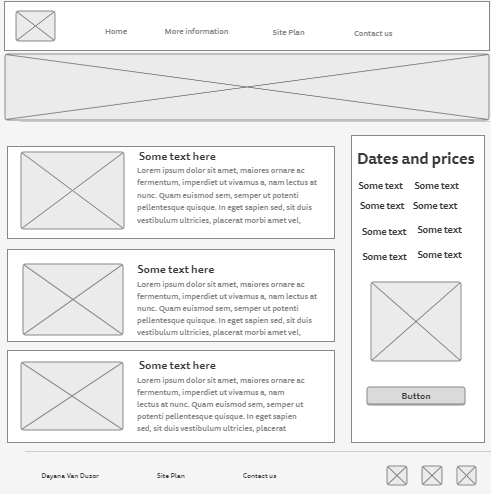 Home More information Site Plan Contact us
Some text here
Lorem ipsum dolor sit amet, maiores ornare ac
fermentum, imperdiet ut vivamus a, nam lectus at
nunc. Quam euismod sem, semper ut potenti
pellentesque quisque. In eget sapien sed, sit duis
vestibulum ultricies, placerat morbi amet vel,
Some text here
Lorem ipsum dolor sit amet, maiores ornare ac
fermentum, imperdiet ut vivamus a, nam lectus at
nunc. Quam euismod sem, semper ut potenti
pellentesque quisque. In eget sapien sed, sit duis
vestibulum ultricies, placerat morbi amet vel,
Some text here
Lorem ipsum dolor sit amet, maiores ornare ac
fermentum, imperdiet ut vivamus a, nam
lectus at nunc. Quam euismod sem, semper ut
potenti pellentesque quisque. In eget sapien
sed, sit duis vestibulum ultricies, placerat
Dates and prices
Some text Some text
Some text Some text
Some text Some text
Some text Some text
Button
Dayana Van Duzor Site Plan Contact us